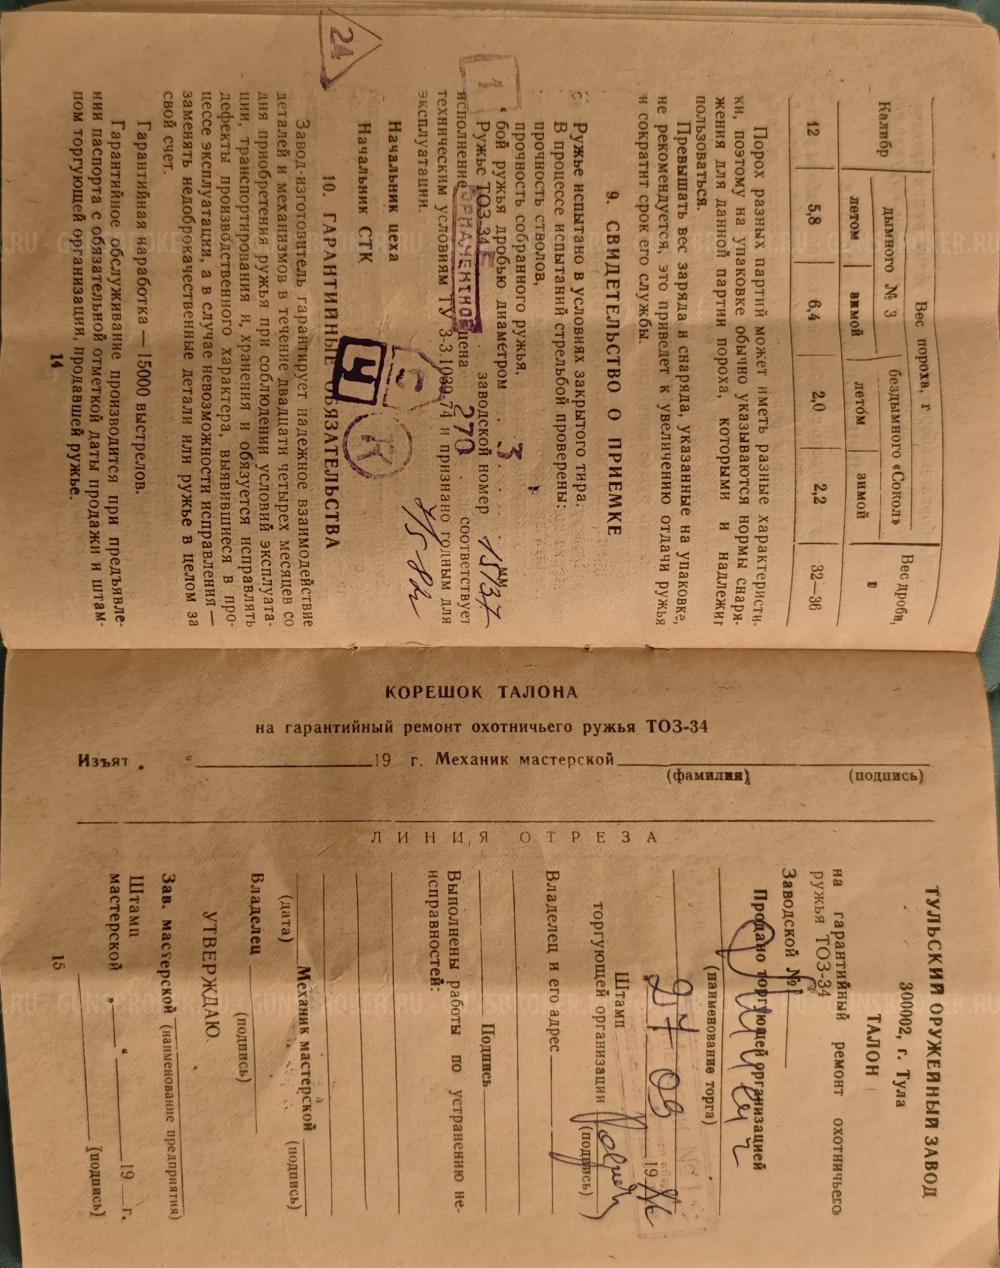 Калибр
Вес пороха, г
Вес дроби, г
дымного № 3
бездымного «Сокол»
летом
зимой
летом
зимой
12
5,8
6,4
2,0
2,2
32—36
Порох разных партий может иметь разные характеристи-
ки, поэтому на упаковке обычно указываются нормы снаря-
жения для данной партии пороха, которыми и надлежит
пользоваться.
Превышать вес заряда и снаряда, указанные на упаковке,
не рекомендуется, это приведет к увеличению отдачи ружья
и сократит срок его службы.
9. СВИДЕТЕЛЬСТВО О ПРИЕМКЕ
Ружье испытано в условиях закрытого тира.
В процессе испытаний стрельбой проверены:
прочность стволов,
прочность собранного ружья,
бой ружья дробью диаметром 3 мм
Ружье ТОЗ-34 Е заводской номер
исполнение цена 270 соответствует
техническим условиям ТУ 3-3.1039-74 и признано годным для
эксплуатации.
1
24
Начальник цеха
Начальник СТК
Ч
10. ГАРАНТИЙНЫЕ ОБЯЗАТЕЛЬСТВА
Завод-изготовитель гарантирует надежное взаимодействие
деталей и механизмов в течение двадцати четырех месяцев со
дня приобретения ружья при соблюдении условий эксплуата-
ции, транспортирования и, хранения и обязуется исправлять
дефекты производственного характера, выявившиеся в про-
цессе эксплуатации, а в случае невозможности исправления —
заменять недоброкачественные детали или ружье в целом за
свой счет.
Гарантийная наработка — 15000 выстрелов.
Гарантийное обслуживание производится при предъявле-
нии паспорта с обязательной отметкой даты продажи и штам-
пом торгующей организации, продавшей ружье.
14
КОРЕШОК ТАЛОНА
на гарантийный ремонт охотничьего ружья ТОЗ-34
Изъят „ “ 19 г. Механик мастерской
(фамилия) (подпись)
ЛИНИЯ ОТРЕЗА
ТУЛЬСКИЙ ОРУЖЕЙНЫЙ ЗАВОД
300002, г. Тула
ТАЛОН
на гарантийный ремонт охотничьего
ружья ТОЗ-34
Заводской №
Продано торгующей организацией
(наименование торга)
27 09 19
Штамп
торгующей организации
(подпись)
Владелец и его адрес
Подпись
Выполнены работы по устранению не-
исправностей:
Механик мастерской
(дата) (подпись)
Владелец
(подпись)
УТВЕРЖДАЮ.
Зав. мастерской (наименование предприятия)
Штамп
мастерской „ “ 19 г.
(подпись)
15